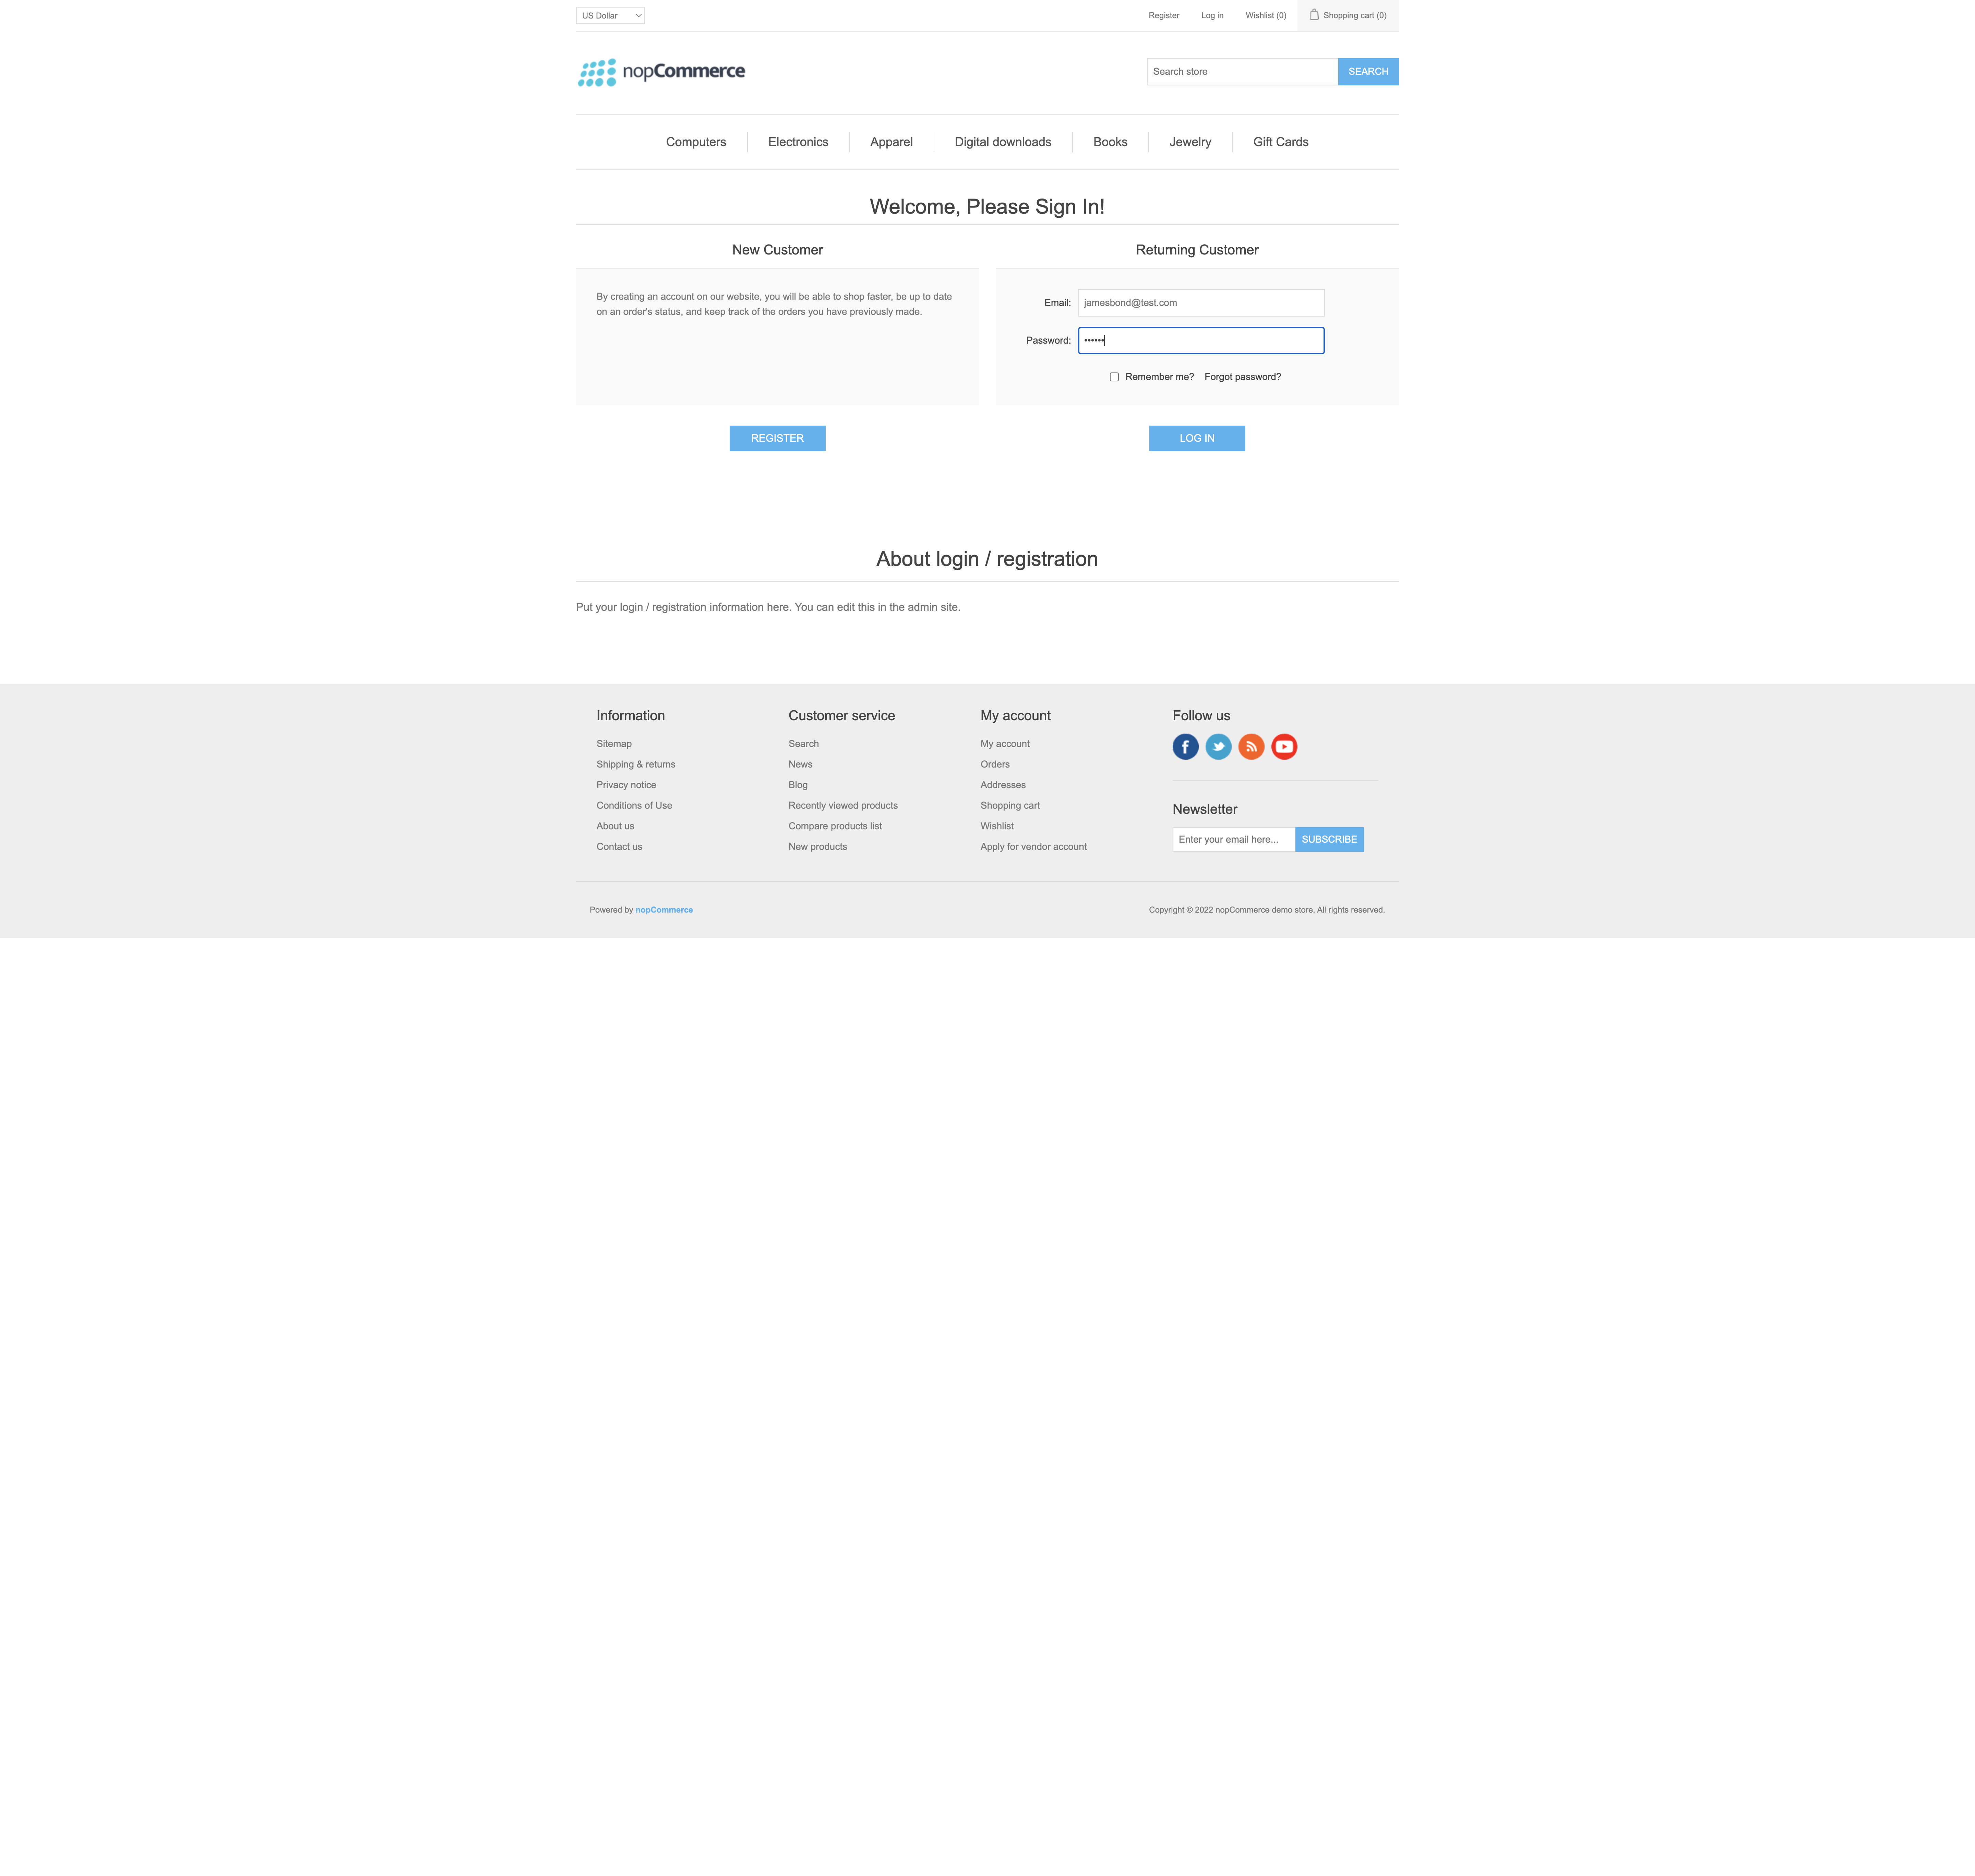 US Dollar
Register
Log in
Wishlist (0)
Shopping cart (0)
nopCommerce
Search store
SEARCH
Computers
Electronics
Apparel
Digital downloads
Books
Jewelry
Gift Cards
Welcome, Please Sign In!
New Customer
By creating an account on our website, you will be able to shop faster, be up to date
on an order's status, and keep track of the orders you have previously made.
REGISTER
Returning Customer
Email:
jamesbond@test.com
Password:
••••••
Remember me?
Forgot password?
LOG IN
About login / registration
Put your login / registration information here. You can edit this in the admin site.
Information
Sitemap
Shipping & returns
Privacy notice
Conditions of Use
About us
Contact us
Customer service
Search
News
Blog
Recently viewed products
Compare products list
New products
My account
My account
Orders
Addresses
Shopping cart
Wishlist
Apply for vendor account
Follow us
Newsletter
Enter your email here...
SUBSCRIBE
Powered by nopCommerce
Copyright © 2022 nopCommerce demo store. All rights reserved.